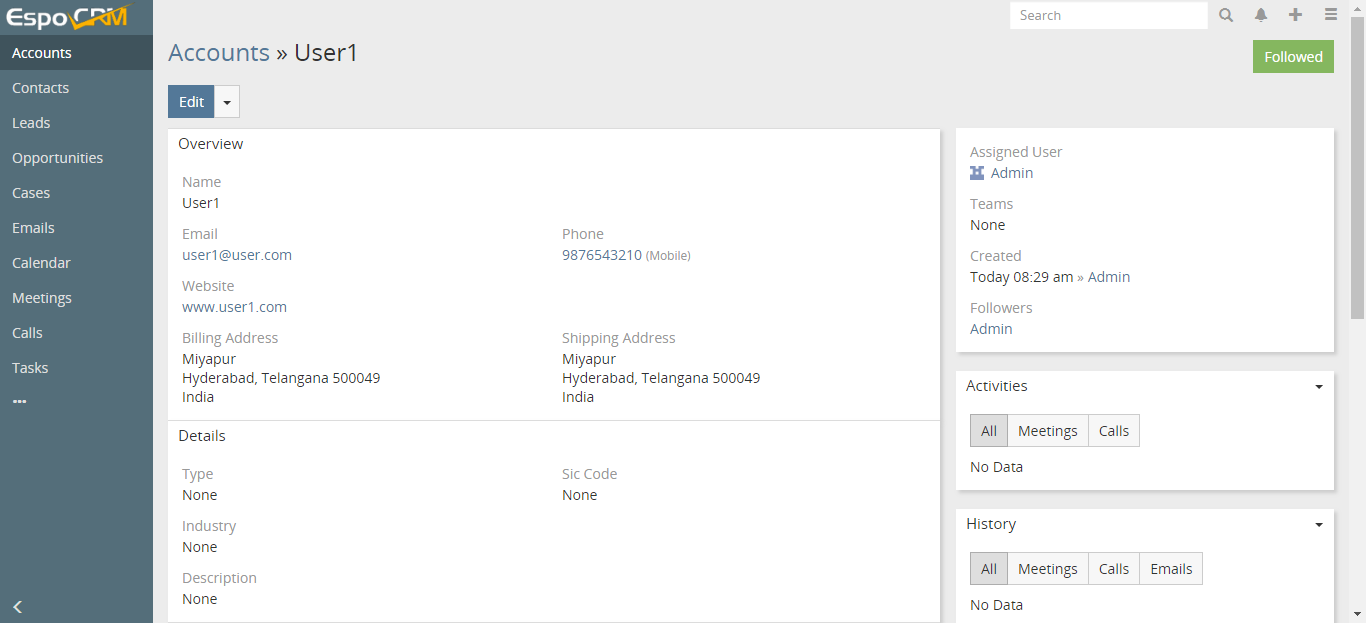 EspoCRM
Search
Accounts
Contacts
Leads
Opportunities
Cases
Emails
Calendar
Meetings
Calls
Tasks
Accounts » User1
Followed
Edit
Overview
Name
User1
Email
user1@user.com
Phone
9876543210 (Mobile)
Website
www.user1.com
Billing Address
Miyapur
Hyderabad, Telangana 500049
India
Shipping Address
Miyapur
Hyderabad, Telangana 500049
India
Details
Type
None
Sic Code
None
Industry
None
Description
None
Assigned User
Admin
Teams
None
Created
Today 08:29 am » Admin
Followers
Admin
Activities
All Meetings Calls
No Data
History
All Meetings Calls Emails
No Data